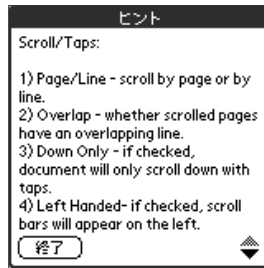 ヒント
Scroll/Taps:
1) Page/Line - scroll by page or by
line.
2) Overlap - whether scrolled pages
have an overlapping line.
3) Down Only - if checked,
document will only scroll down with
taps.
4) Left Handed- if checked, scroll
bars will appear on the left.
終了